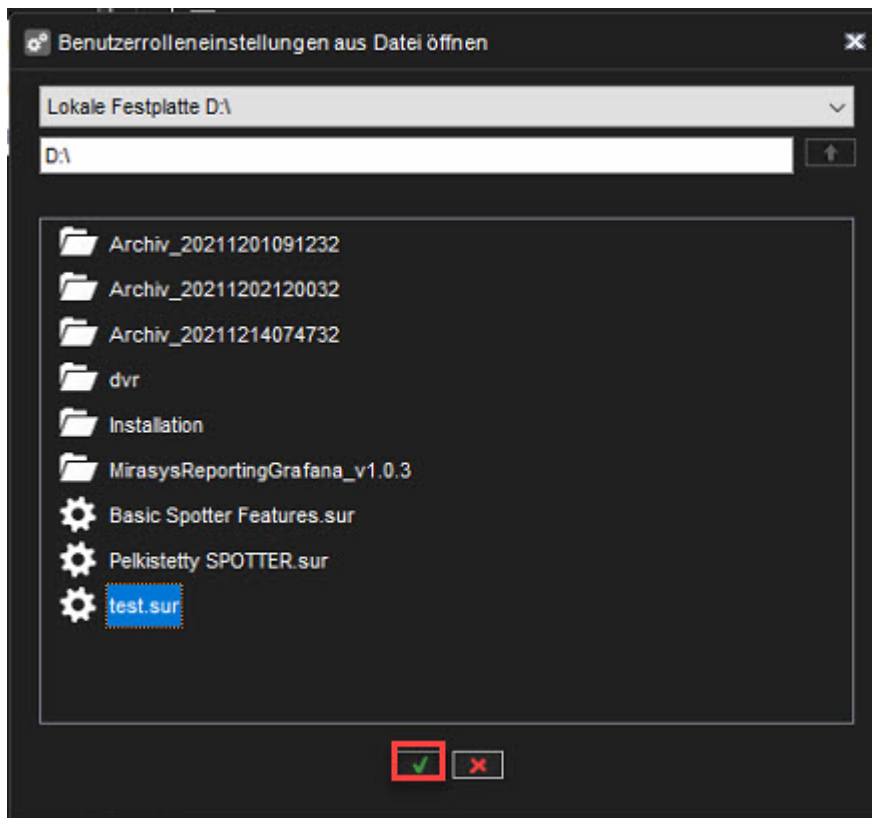 Benutzerrolleneinstellungen aus Datei öffnen
Lokale Festplatte D:\
D:\
Archiv_20211201091232
Archiv_20211202120032
Archiv_20211214074732
dvr
Installation
MirasysReportingGrafana_v1.0.3
Basic Spotter Features.sur
Pelkistetty SPOTTER.sur
test.sur